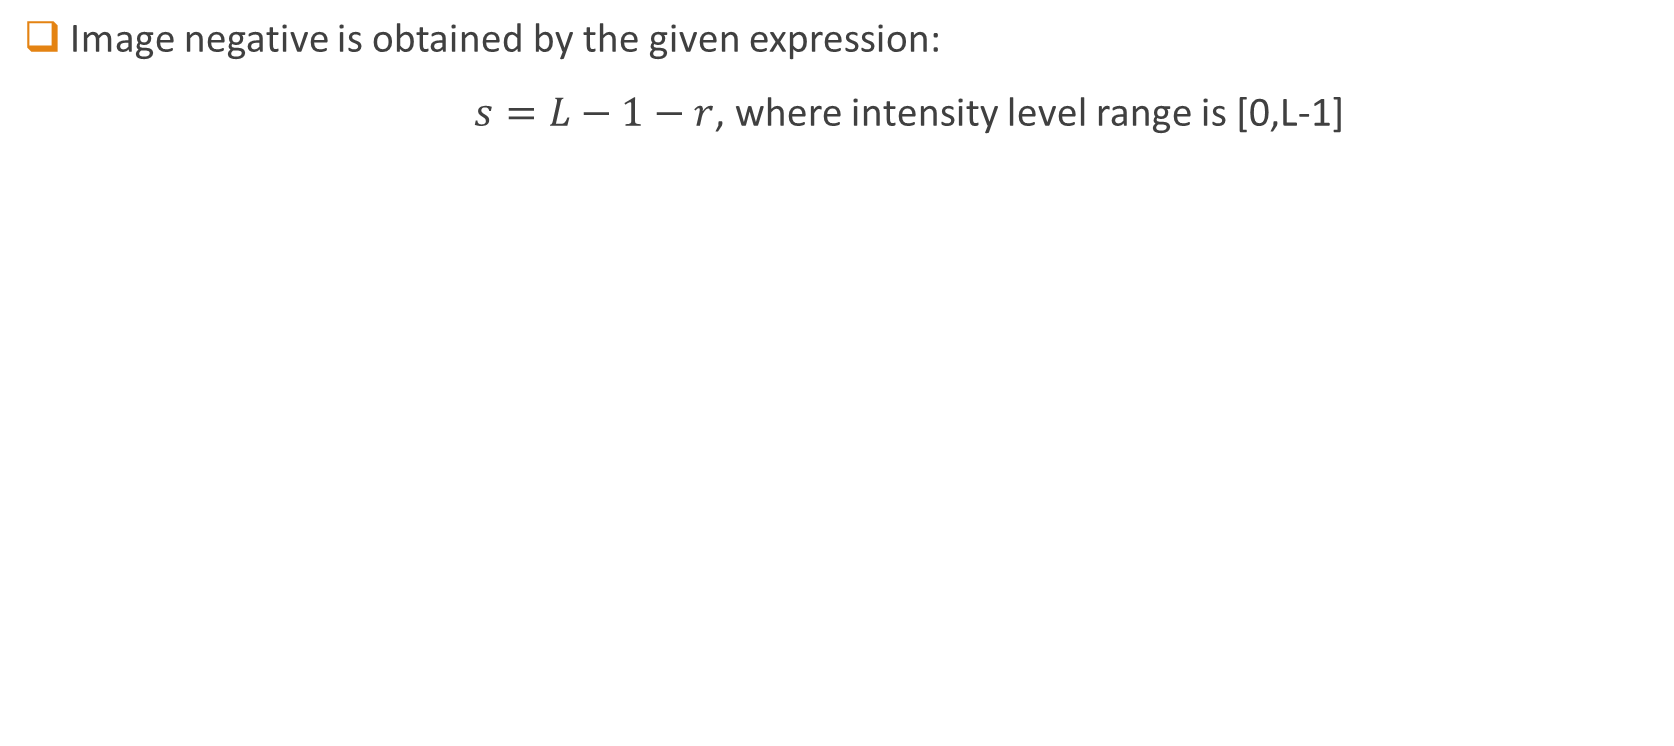 Image negative is obtained by the given expression:
s = L − 1 − r, where intensity level range is [0,L-1]